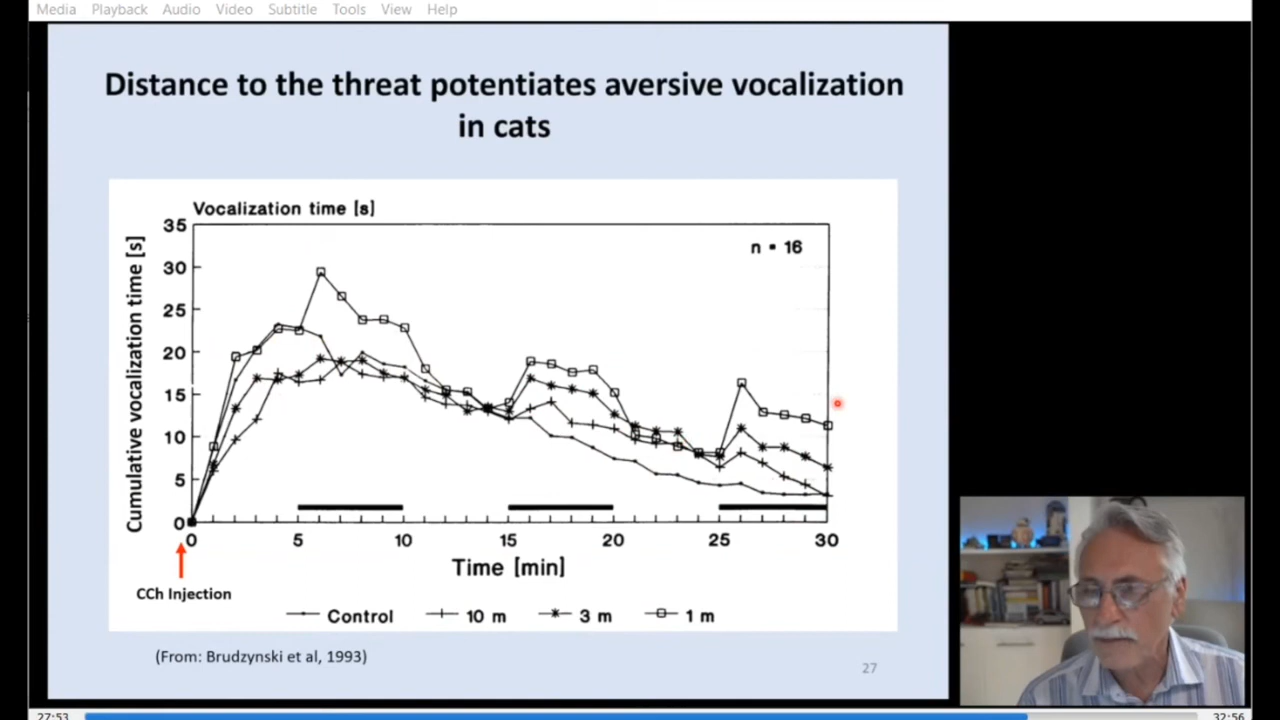 Media Playback Audio Video Subtitle Tools View Help
Distance to the threat potentiates aversive vocalization
in cats
Vocalization time [s]
n = 16
Cumulative vocalization time [s]
35
30
25
20
15
10
5
0
0 5 10 15 20 25 30
Time [min]
CCh Injection
Control 10 m 3 m 1 m
(From: Brudzynski et al, 1993)
27
27:53 32:56